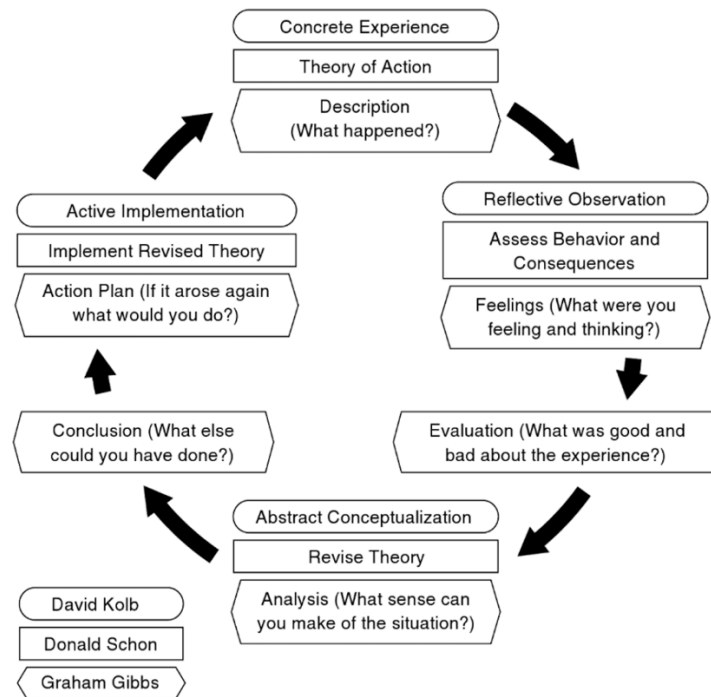 Concrete Experience
Theory of Action
Description
(What happened?)
Reflective Observation
Assess Behavior and
Consequences
Feelings (What were you
feeling and thinking?)
Evaluation (What was good and
bad about the experience?)
Abstract Conceptualization
Revise Theory
Analysis (What sense can
you make of the situation?)
Conclusion (What else
could you have done?)
Active Implementation
Implement Revised Theory
Action Plan (If it arose again
what would you do?)
David Kolb
Donald Schon
Graham Gibbs